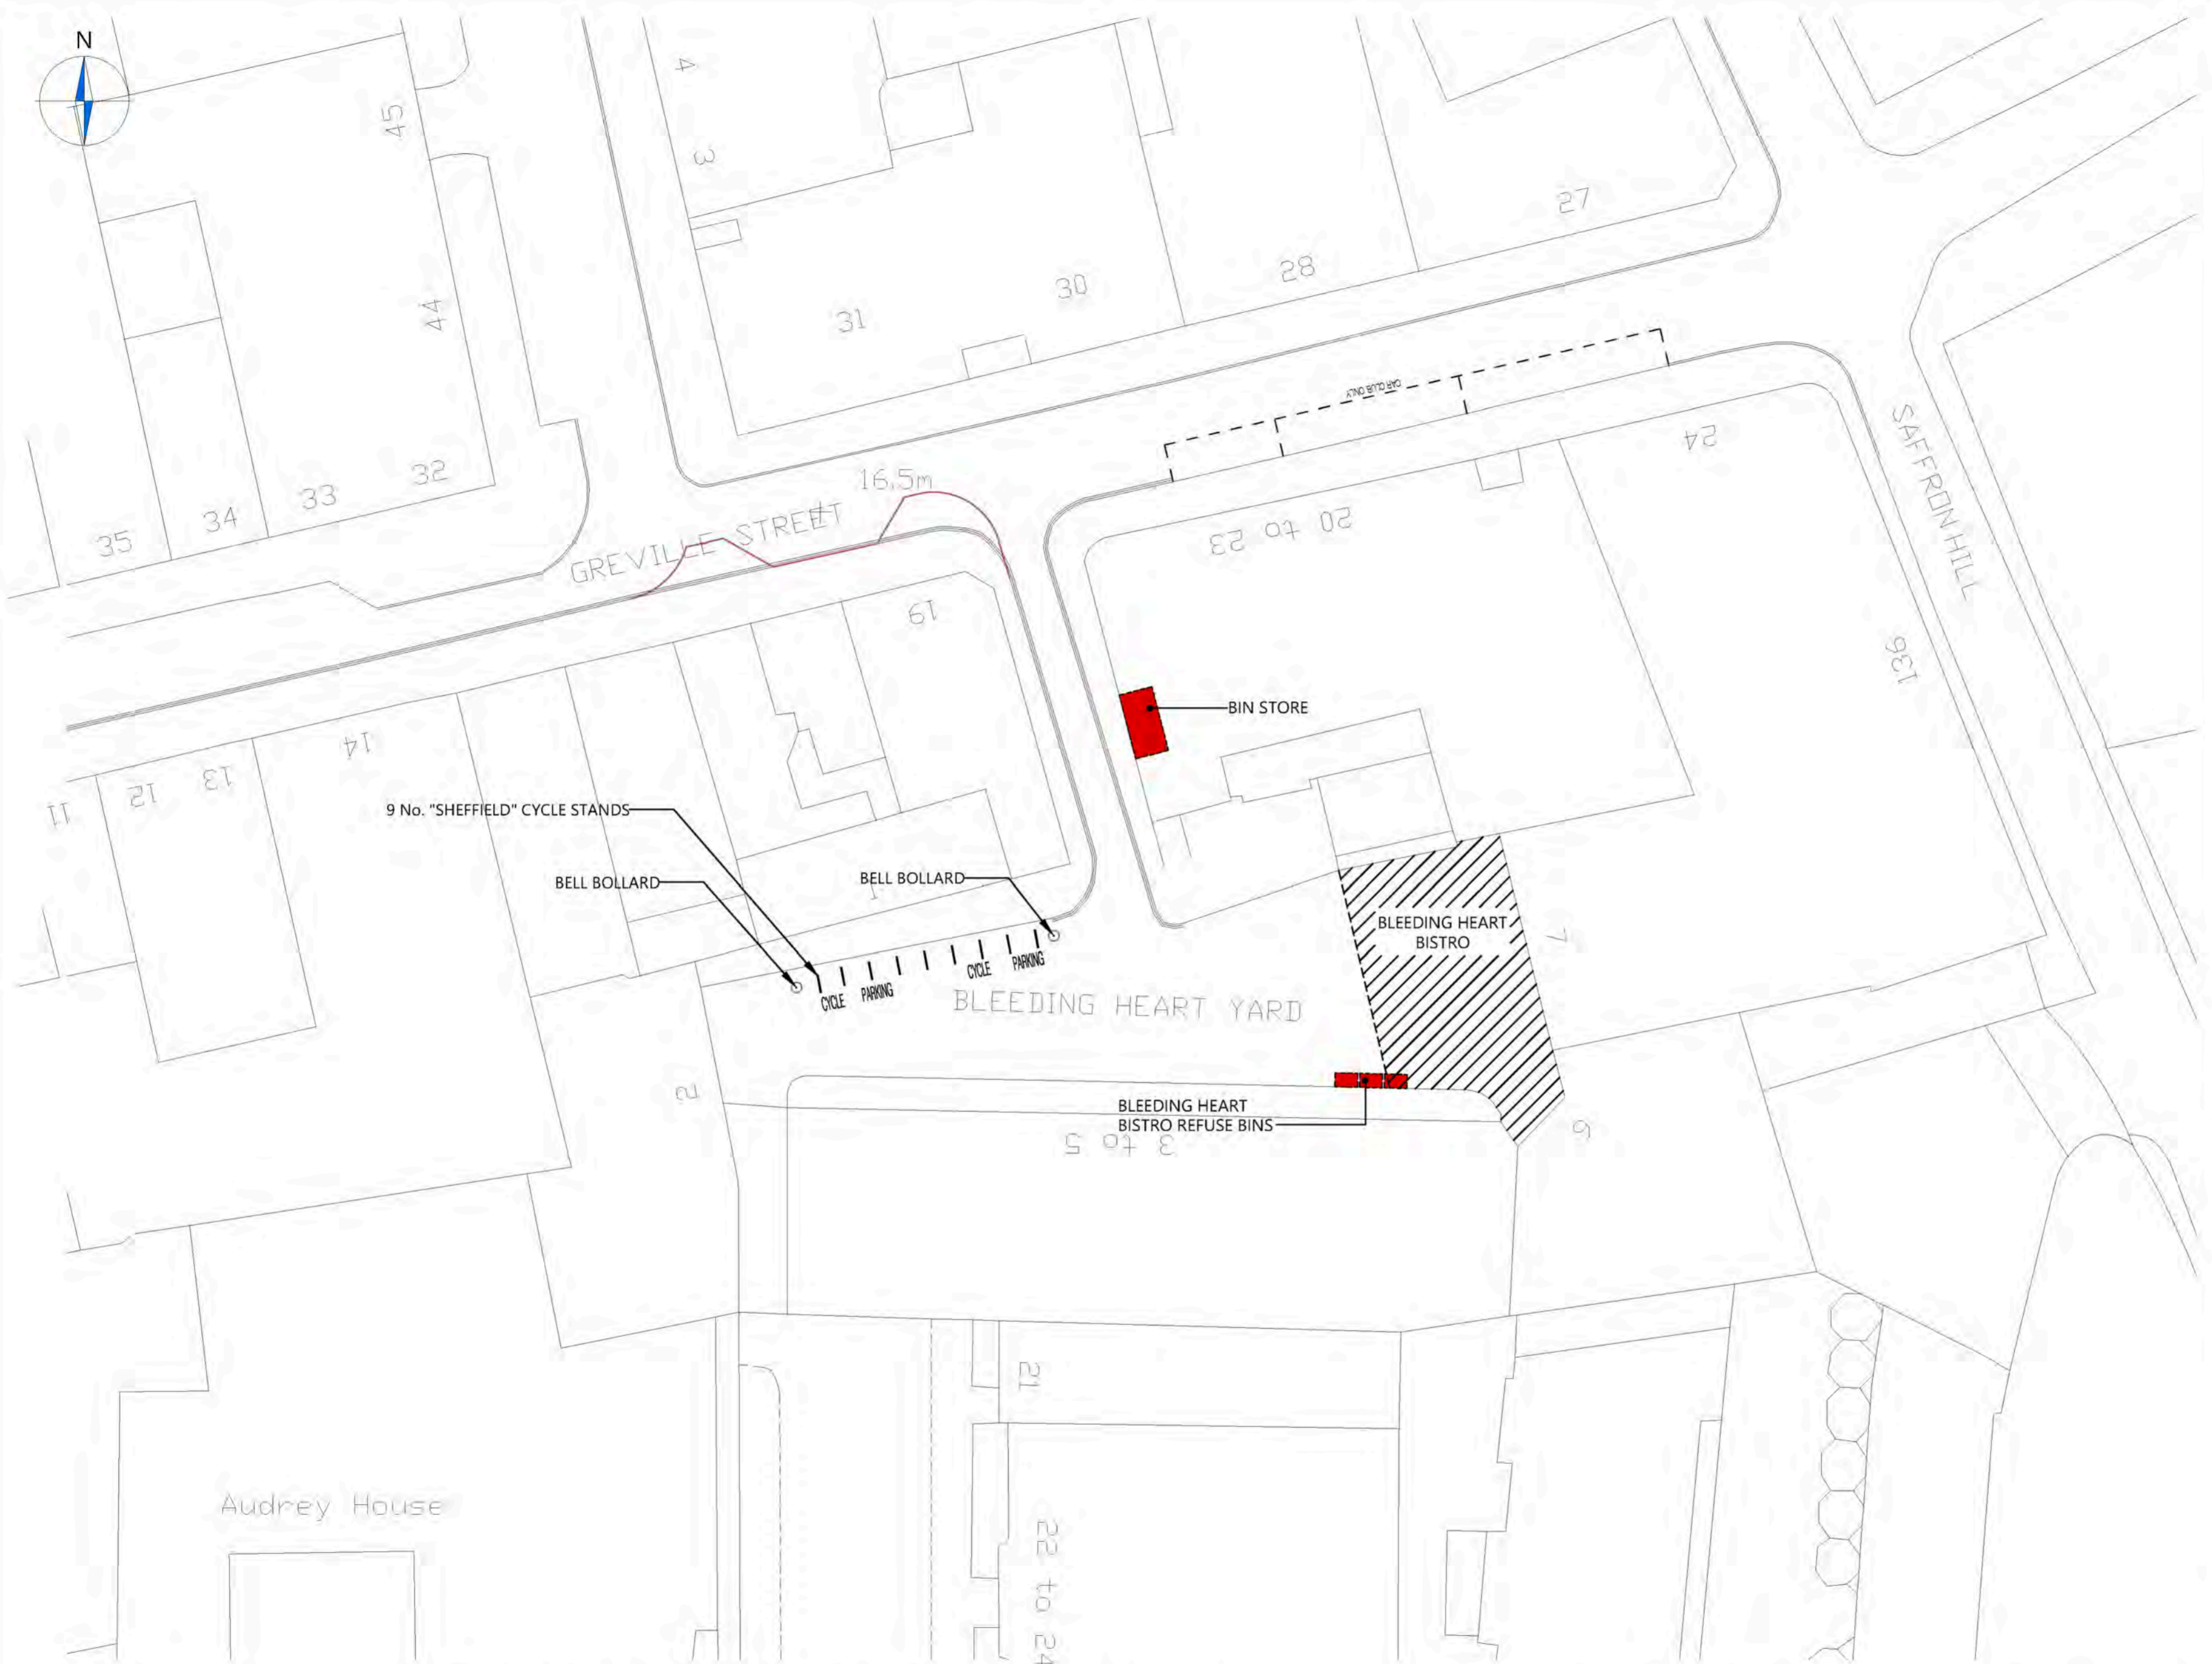 N
4
45
3
27
28
30
44
31
CAR CLUB ONLY
SAFFRON HILL
24
32
16.5m
33
34
GREVILLE STREET
20 to 23
35
19
136
BIN STORE
14
13
12
11
9 No. "SHEFFIELD" CYCLE STANDS
BELL BOLLARD
BELL BOLLARD
1
BLEEDING HEART
BISTRO
7
CYCLE PARKING
CYCLE PARKING
BLEEDING HEART YARD
2
BLEEDING HEART
BISTRO REFUSE BINS
6
3 to 5
21
Audrey House
22 to 24